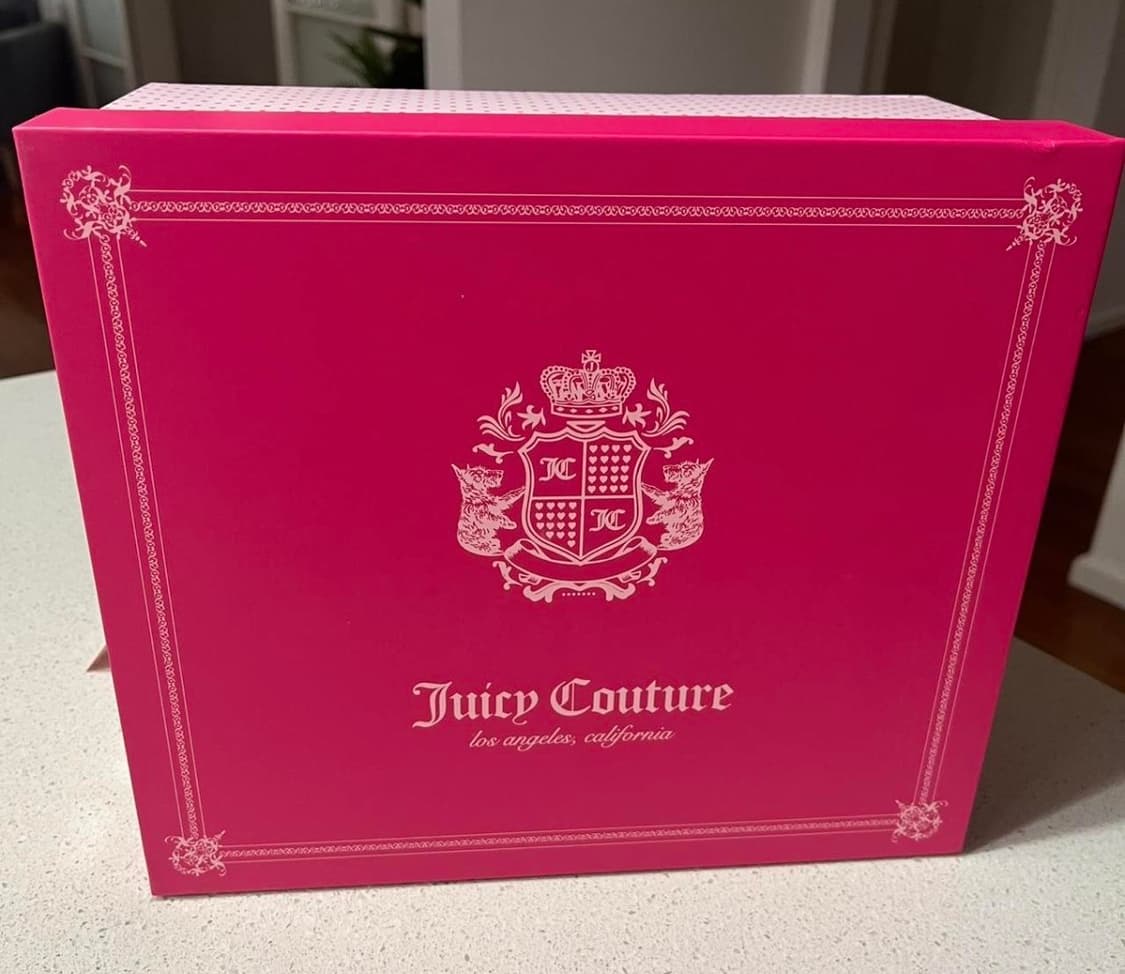 JC
JC
Juicy Couture
los angeles, california